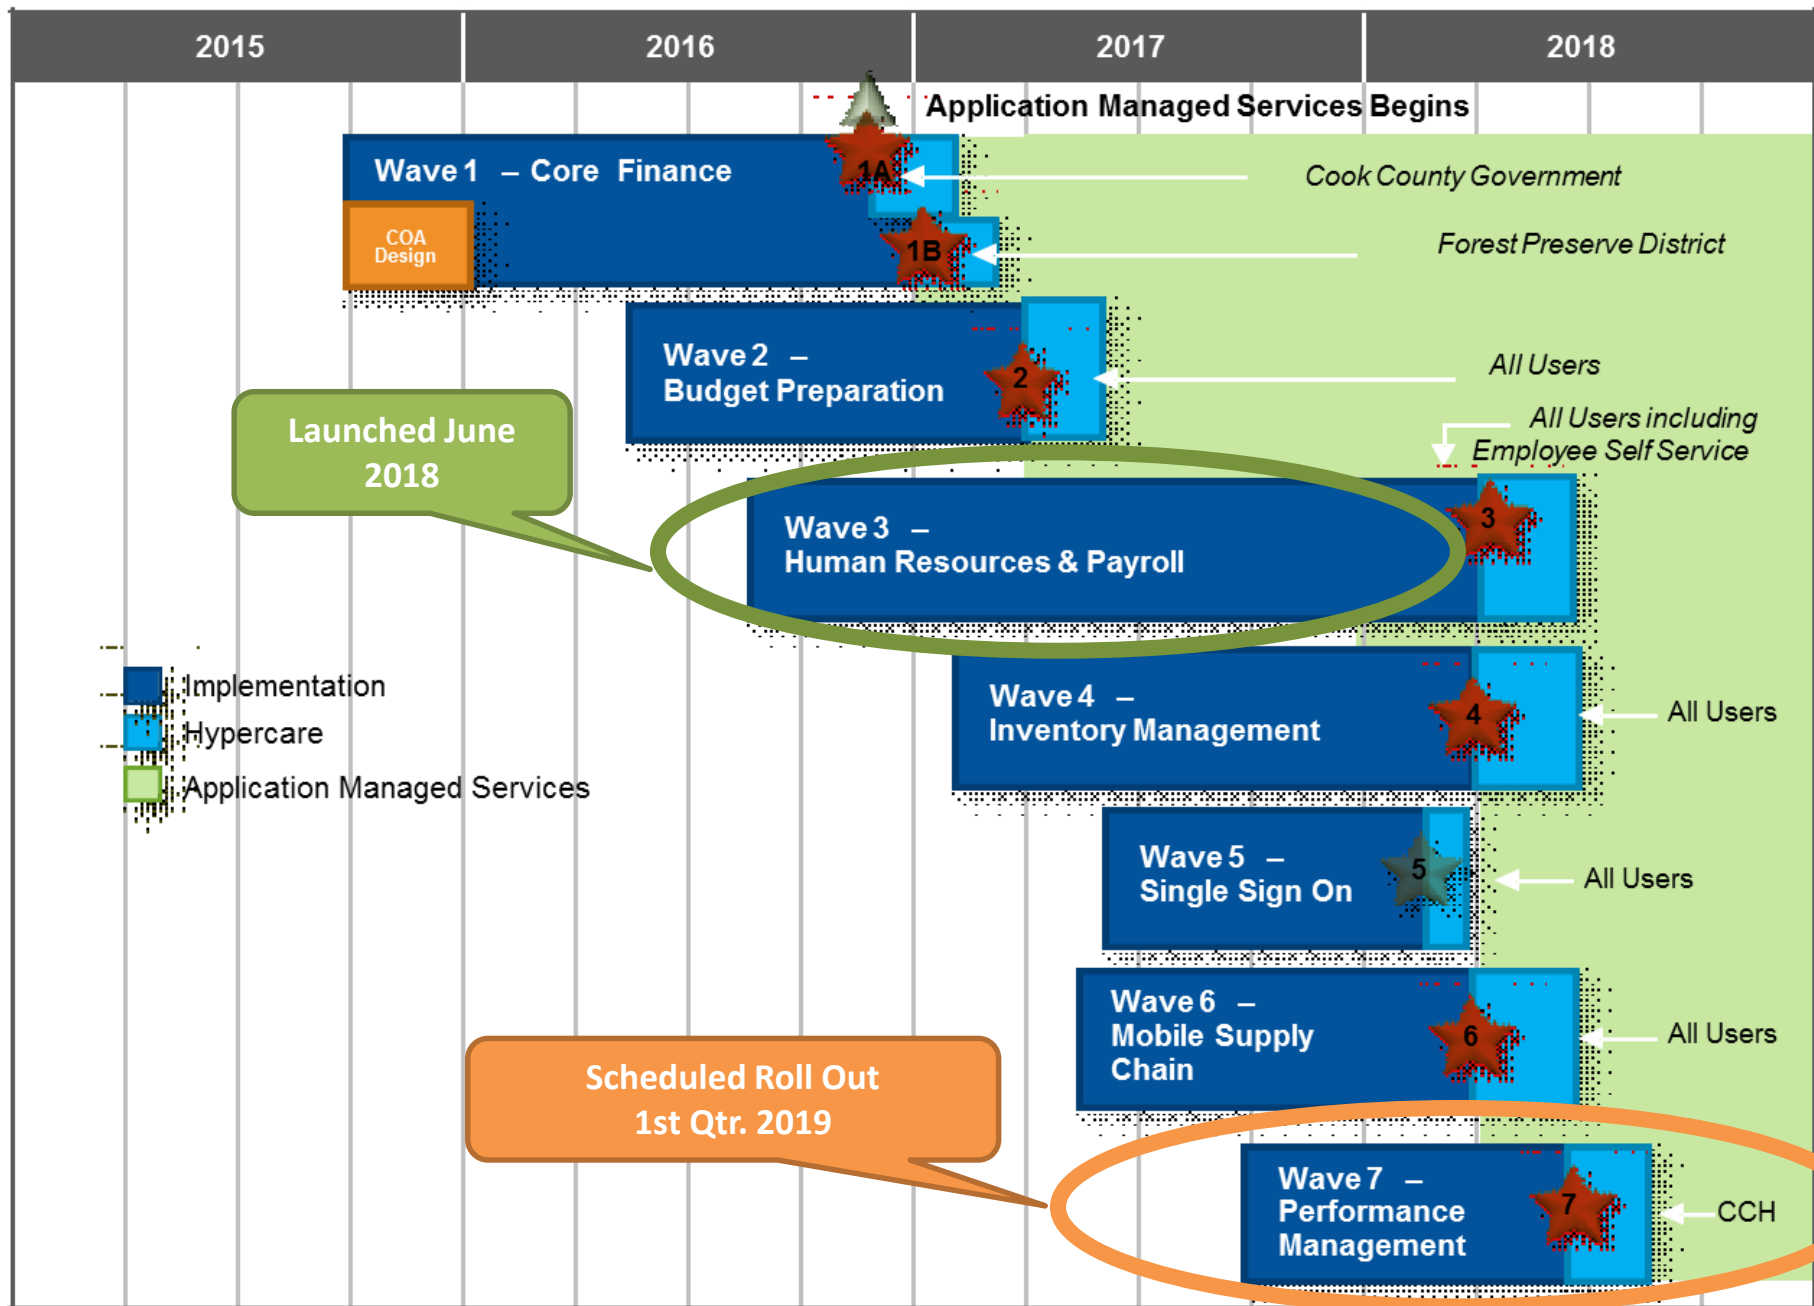 2015 2016 2017 2018
Application Managed Services Begins
Wave 1 – Core Finance
1A
Cook County Government
COA
Design
1B
Forest Preserve District
Wave 2 –
Budget Preparation
2
All Users
Launched June
2018
All Users including
Employee Self Service
Wave 3 –
Human Resources & Payroll
3
Implementation
Hypercare
Application Managed Services
Wave 4 –
Inventory Management
4
All Users
Wave 5 –
Single Sign On
5
All Users
Wave 6 –
Mobile Supply
Chain
6
All Users
Scheduled Roll Out
1st Qtr. 2019
Wave 7 –
Performance
Management
7
CCH